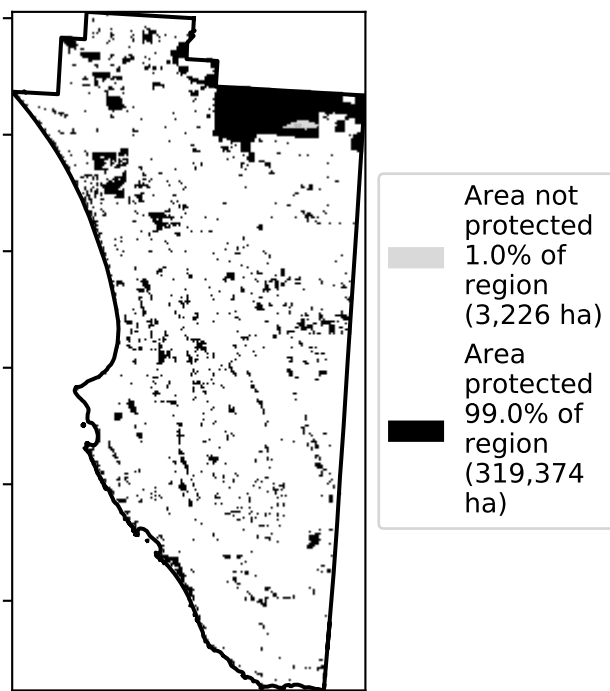 Area not
protected
1.0% of
region
(3,226 ha)
Area
protected
99.0% of
region
(319,374
ha)